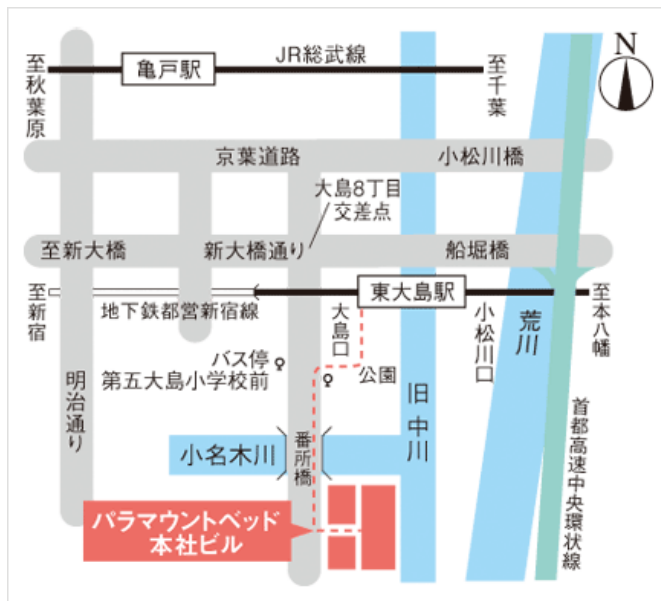 N
JR総武線
亀戸駅
至秋葉原
至千葉
京葉道路
小松川橋
大島8丁目
交差点
至新大橋
新大橋通り
船堀橋
至新宿
地下鉄都営新宿線
東大島駅
至本八幡
大島口
小松川口
荒川
バス停
第五大島小学校前
公園
明治通り
旧中川
首都高速中央環状線
小名木川
番所橋
パラマウントベッド
本社ビル